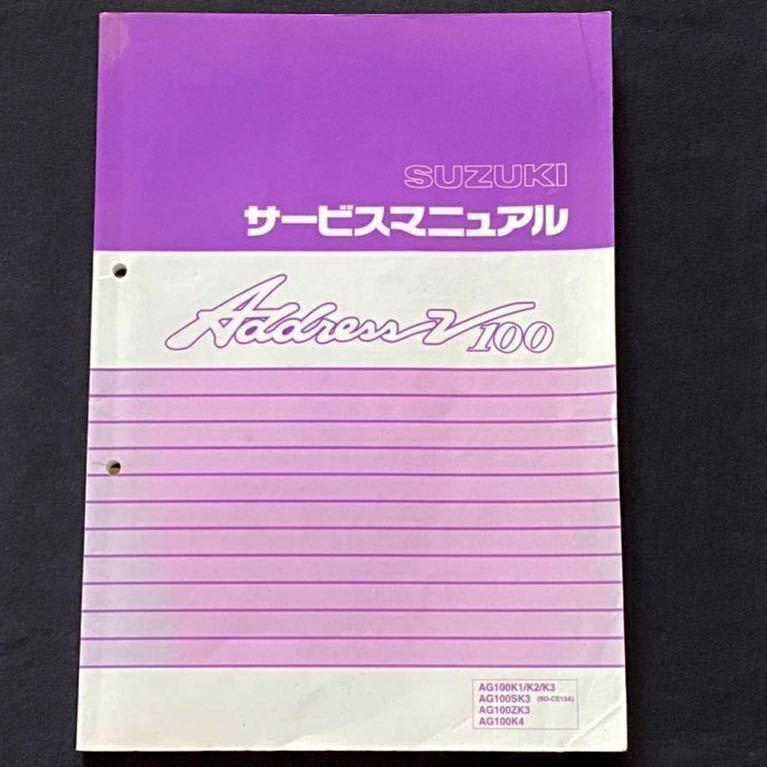 SUZUKI
サービスマニュアル
Address V100
AG100K1/K2/K3
AG100SK3 (BD-CE13A)
AG100ZK3
AG100K4